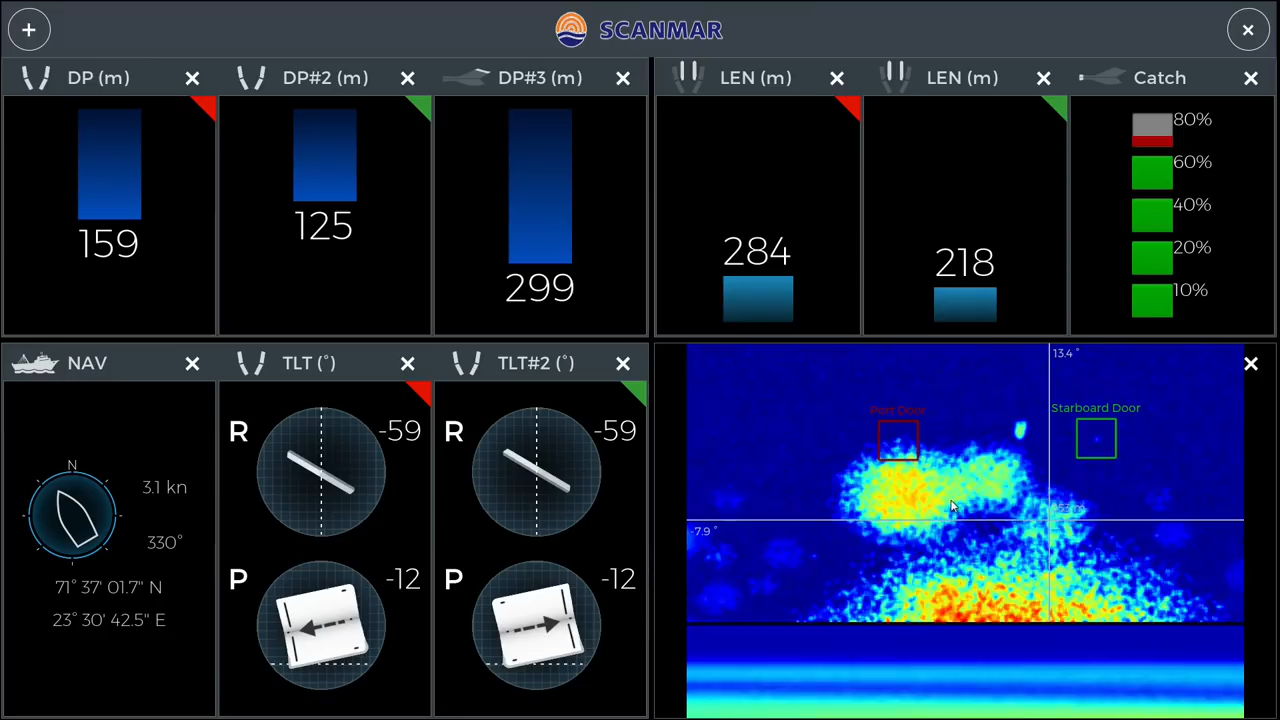 SCANMAR
DP (m)
DP#2 (m)
DP#3 (m)
LEN (m)
LEN (m)
Catch
159
125
299
284
218
80%
60%
40%
20%
10%
NAV
TLT (°)
TLT#2 (°)
N
3.1 kn
330°
71° 37' 01.7" N
23° 30' 42.5" E
R
-59
P
-12
R
-59
P
-12
13.4 °
Port Door
Starboard Door
-7.9 °